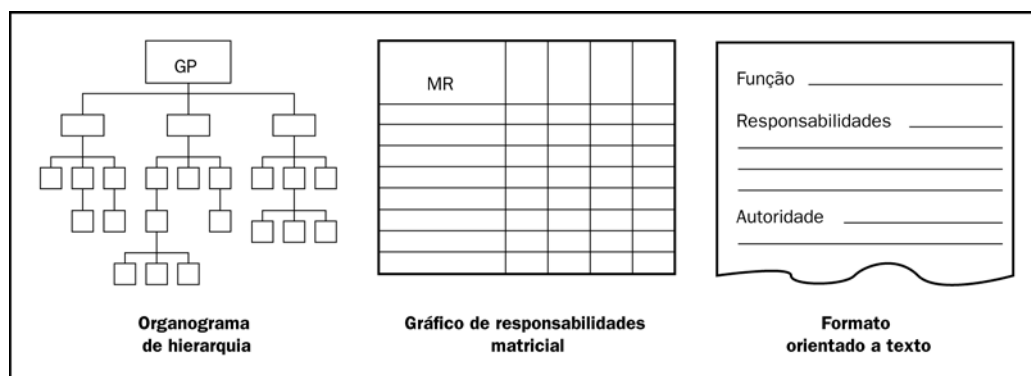 GP
Organograma
de hierarquia
MR
Gráfico de responsabilidades
matricial
Função
Responsabilidades
Autoridade
Formato
orientado a texto